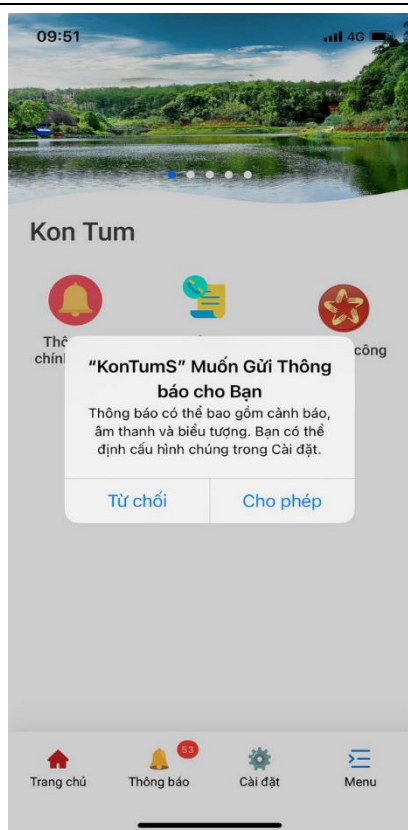 09:51
4G
Kon Tum
Thô
chính
công
“KonTumS” Muốn Gửi Thông
báo cho Bạn
Thông báo có thể bao gồm cảnh báo,
âm thanh và biểu tượng. Bạn có thể
định cấu hình chúng trong Cài đặt.
Từ chối
Cho phép
53
Trang chủ
Thông báo
Cài đặt
Menu